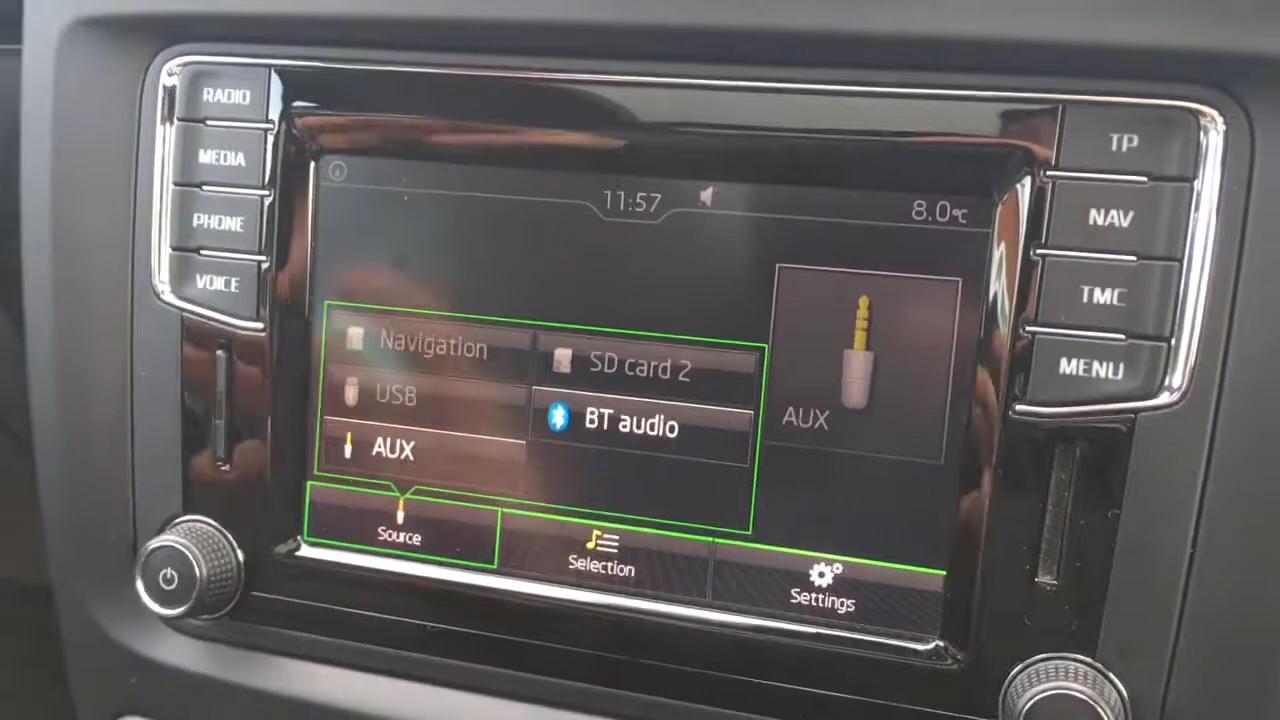 RADIO
MEDIA
PHONE
VOICE
11:57
8.0°C
Navigation
SD card 2
USB
BT audio
AUX
AUX
Source
Selection
Settings
TP
NAV
TMC
MENU